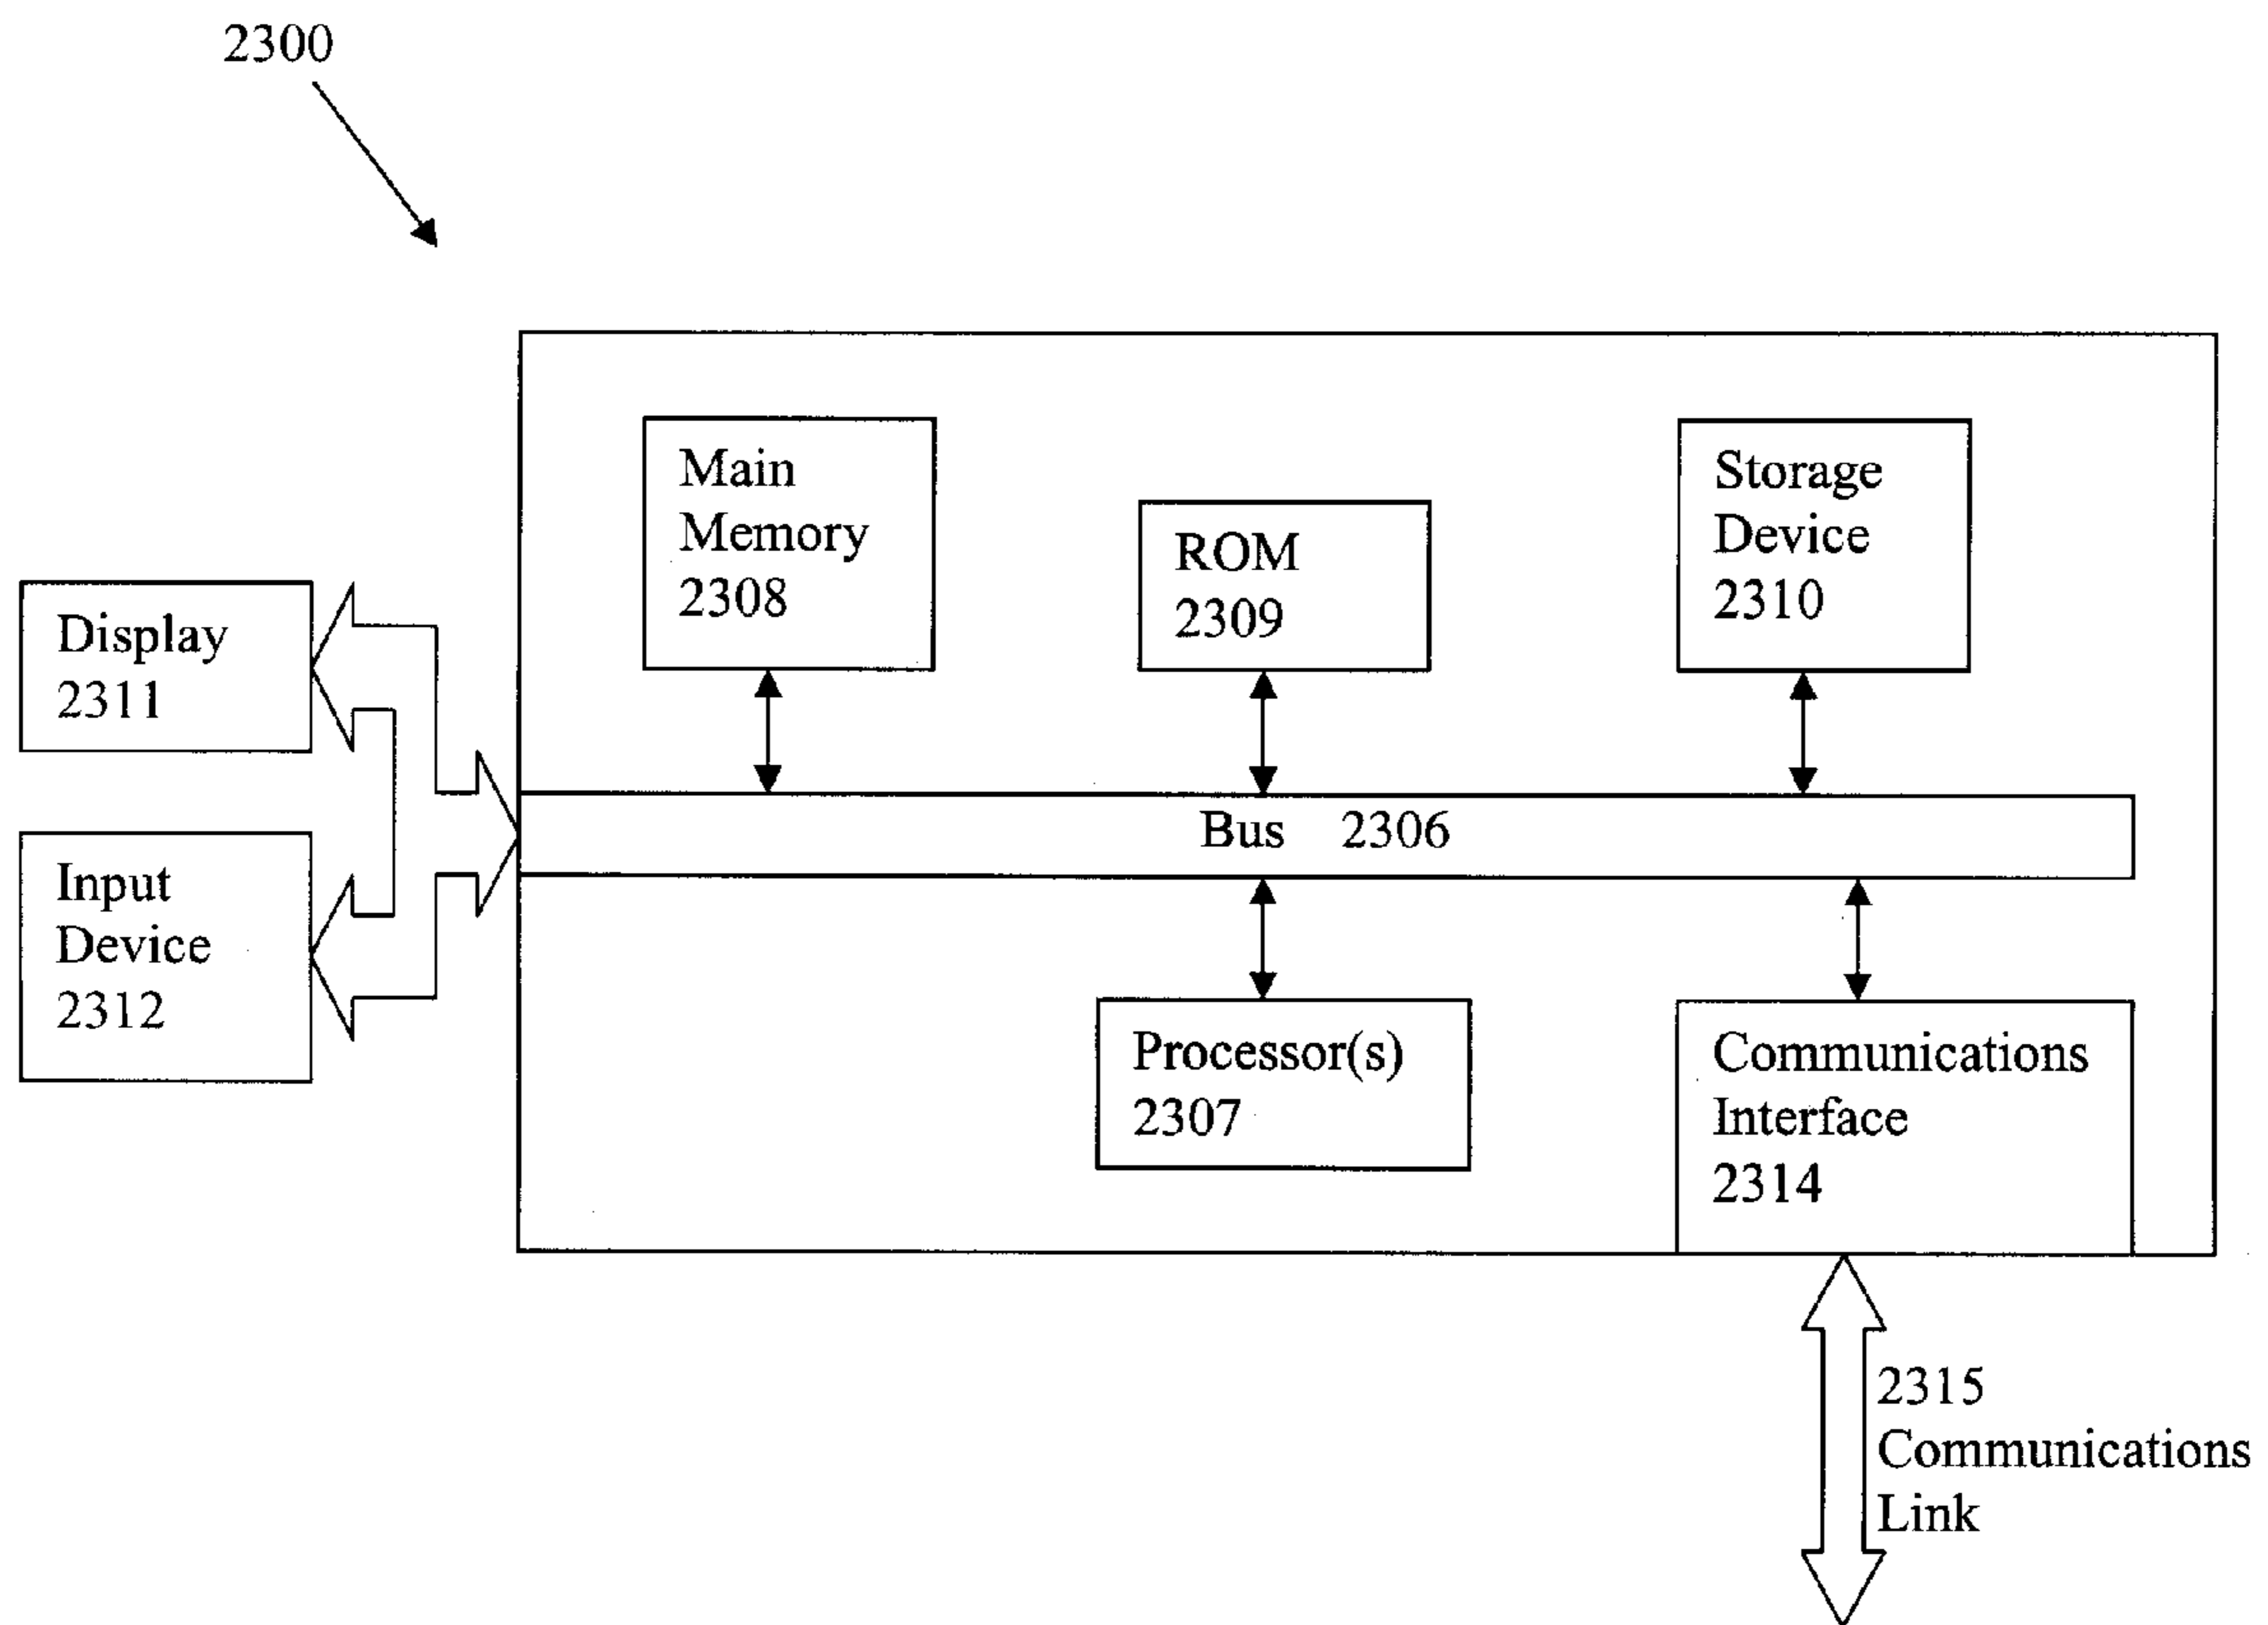 2300
Main
Memory
2308
ROM
2309
Storage
Device
2310
Display
2311
Input
Device
2312
Bus 2306
Processor(s)
2307
Communications
Interface
2314
2315
Communications
Link